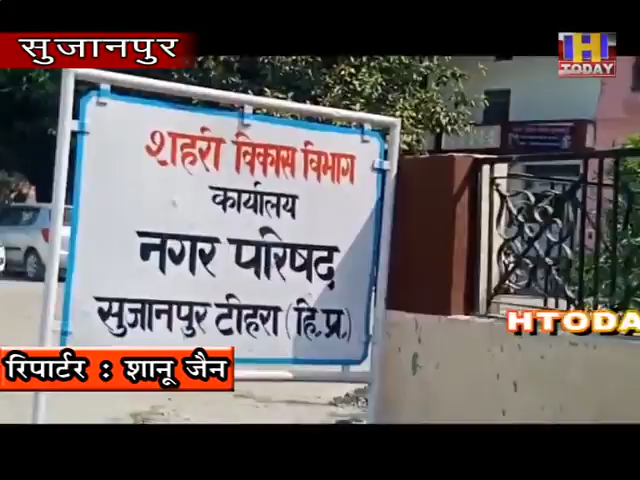 सुजानपुर
H
TODAY
शहरी विकास विभाग
कार्यालय
नगर परिषद
सुजानपुर टीहरा (हि.प्र.)
HTODA
रिपार्टर : शानू जैन